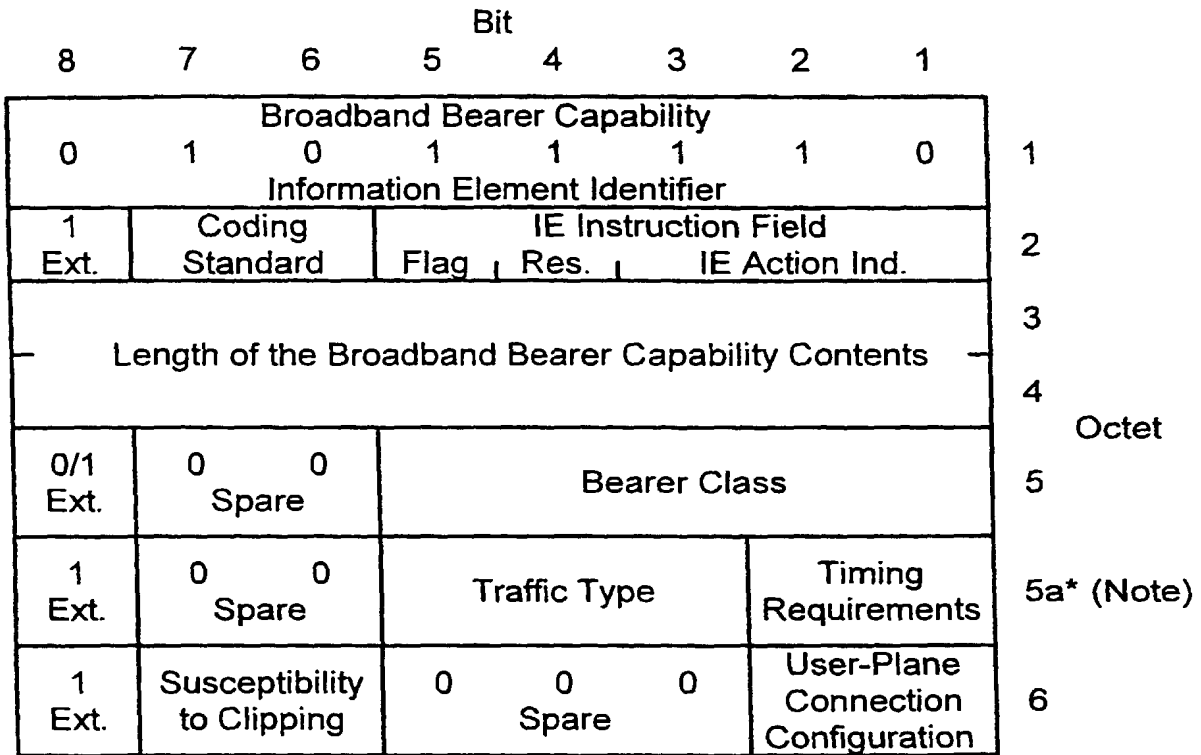 Bit
8 7 6 5 4 3 2 1
Broadband Bearer Capability
0 1 0 1 1 1 1 0 1
Information Element Identifier
1 Coding IE Instruction Field 2
Ext. Standard Flag Res. IE Action Ind.
3
Length of the Broadband Bearer Capability Contents
4
Octet
0/1 0 0 Bearer Class 5
Ext. Spare
1 0 0 Traffic Type Timing 5a* (Note)
Ext. Spare Requirements
User-Plane
1 Susceptibility 0 0 0 Connection 6
Ext. to Clipping Spare Configuration